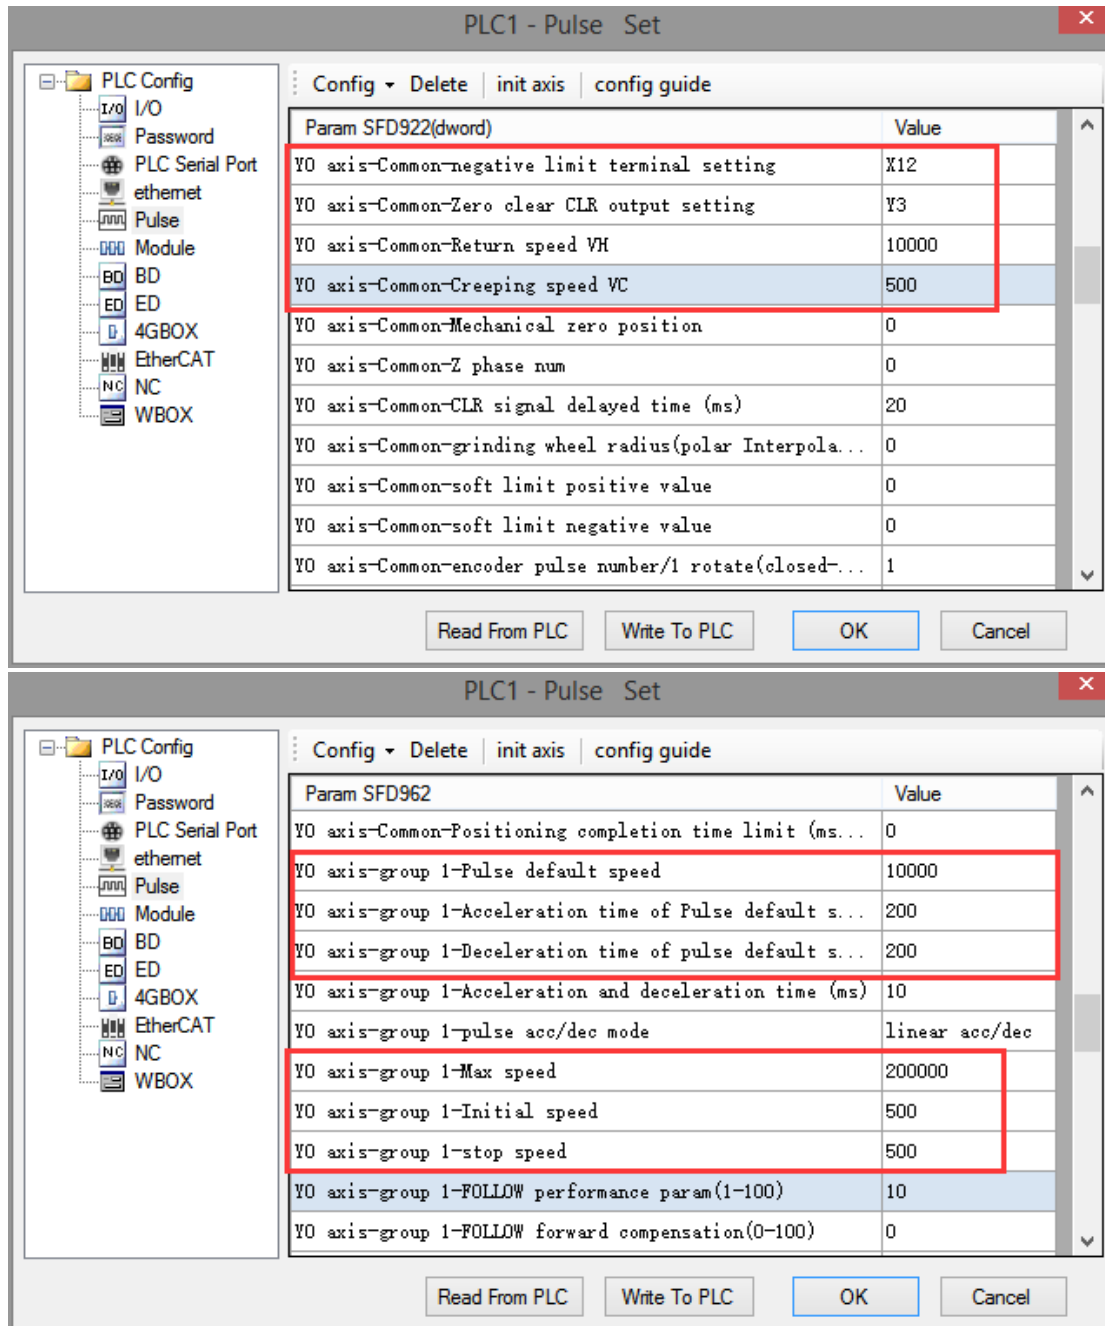 PLC1 - Pulse Set
PLC Config
I/O I/O
Password
PLC Serial Port
ethernet
Pulse
Module
BD BD
ED ED
4GBOX
EtherCAT
NC NC
WBOX
Config Delete init axis config guide
Param SFD922(dword) Value
Y0 axis-Common-negative limit terminal setting X12
Y0 axis-Common-Zero clear CLR output setting Y3
Y0 axis-Common-Return speed VH 10000
Y0 axis-Common-Creeping speed VC 500
Y0 axis-Common-Mechanical zero position 0
Y0 axis-Common-Z phase num 0
Y0 axis-Common-CLR signal delayed time (ms) 20
Y0 axis-Common-grinding wheel radius(polar Interpola... 0
Y0 axis-Common-soft limit positive value 0
Y0 axis-Common-soft limit negative value 0
Y0 axis-Common-encoder pulse number/1 rotate(closed-... 1
Read From PLC Write To PLC OK Cancel
PLC1 - Pulse Set
PLC Config
I/O I/O
Password
PLC Serial Port
ethernet
Pulse
Module
BD BD
ED ED
4GBOX
EtherCAT
NC NC
WBOX
Config Delete init axis config guide
Param SFD962 Value
Y0 axis-Common-Positioning completion time limit (ms... 0
Y0 axis-group 1-Pulse default speed 10000
Y0 axis-group 1-Acceleration time of Pulse default s... 200
Y0 axis-group 1-Deceleration time of pulse default s... 200
Y0 axis-group 1-Acceleration and deceleration time (ms) 10
Y0 axis-group 1-pulse acc/dec mode linear acc/dec
Y0 axis-group 1-Max speed 200000
Y0 axis-group 1-Initial speed 500
Y0 axis-group 1-stop speed 500
Y0 axis-group 1-FOLLOW performance param(1-100) 10
Y0 axis-group 1-FOLLOW forward compensation(0-100) 0
Read From PLC Write To PLC OK Cancel